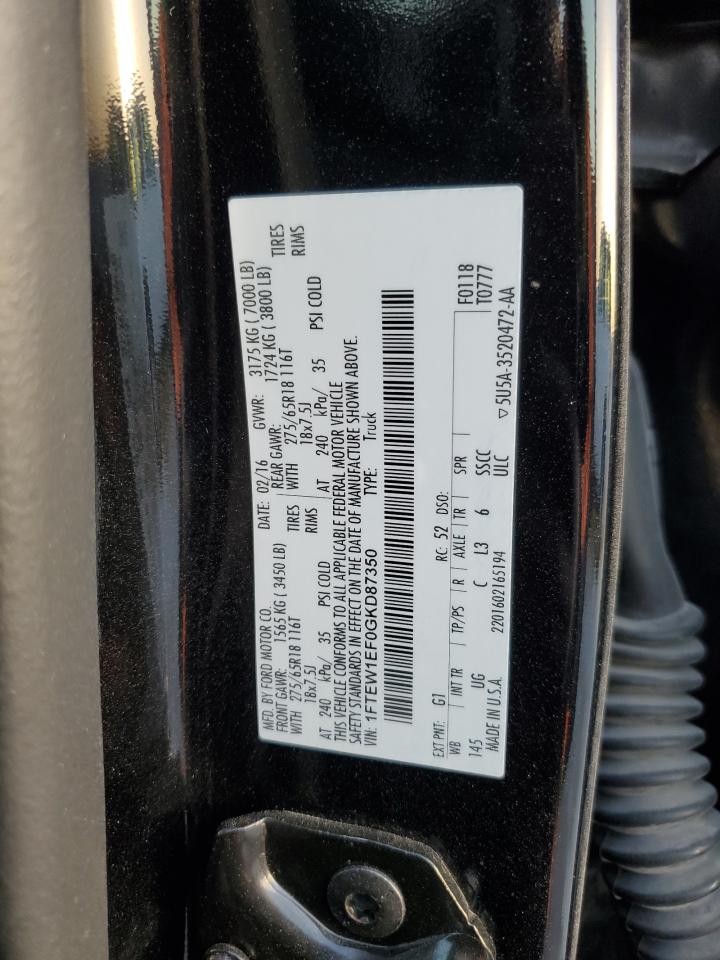 MFD. BY FORD MOTOR CO. DATE: 02/16 GVWR: 3175 KG ( 7000 LB)
FRONT GAWR: 1565 KG ( 3450 LB) REAR GAWR: 1724 KG ( 3800 LB)
WITH 275/65R18 116T TIRES WITH 275/65R18 116T TIRES
18x7.5J RIMS 18x7.5J RIMS
AT 240 kPa/ 35 PSI COLD AT 240 kPa/ 35 PSI COLD
THIS VEHICLE CONFORMS TO ALL APPLICABLE FEDERAL MOTOR VEHICLE
SAFETY STANDARDS IN EFFECT ON THE DATE OF MANUFACTURE SHOWN ABOVE.
VIN: 1FTEW1EF0GKD87350 TYPE: Truck
EXT PNT: G1 RC: 52 DSO: F0118
WB INT TR TP/PS R AXLE TR SPR T0777
145 UG C L3 6 SSCC
MADE IN U.S.A. 2201602165194 ULC ▽5U5A-3520472-AA